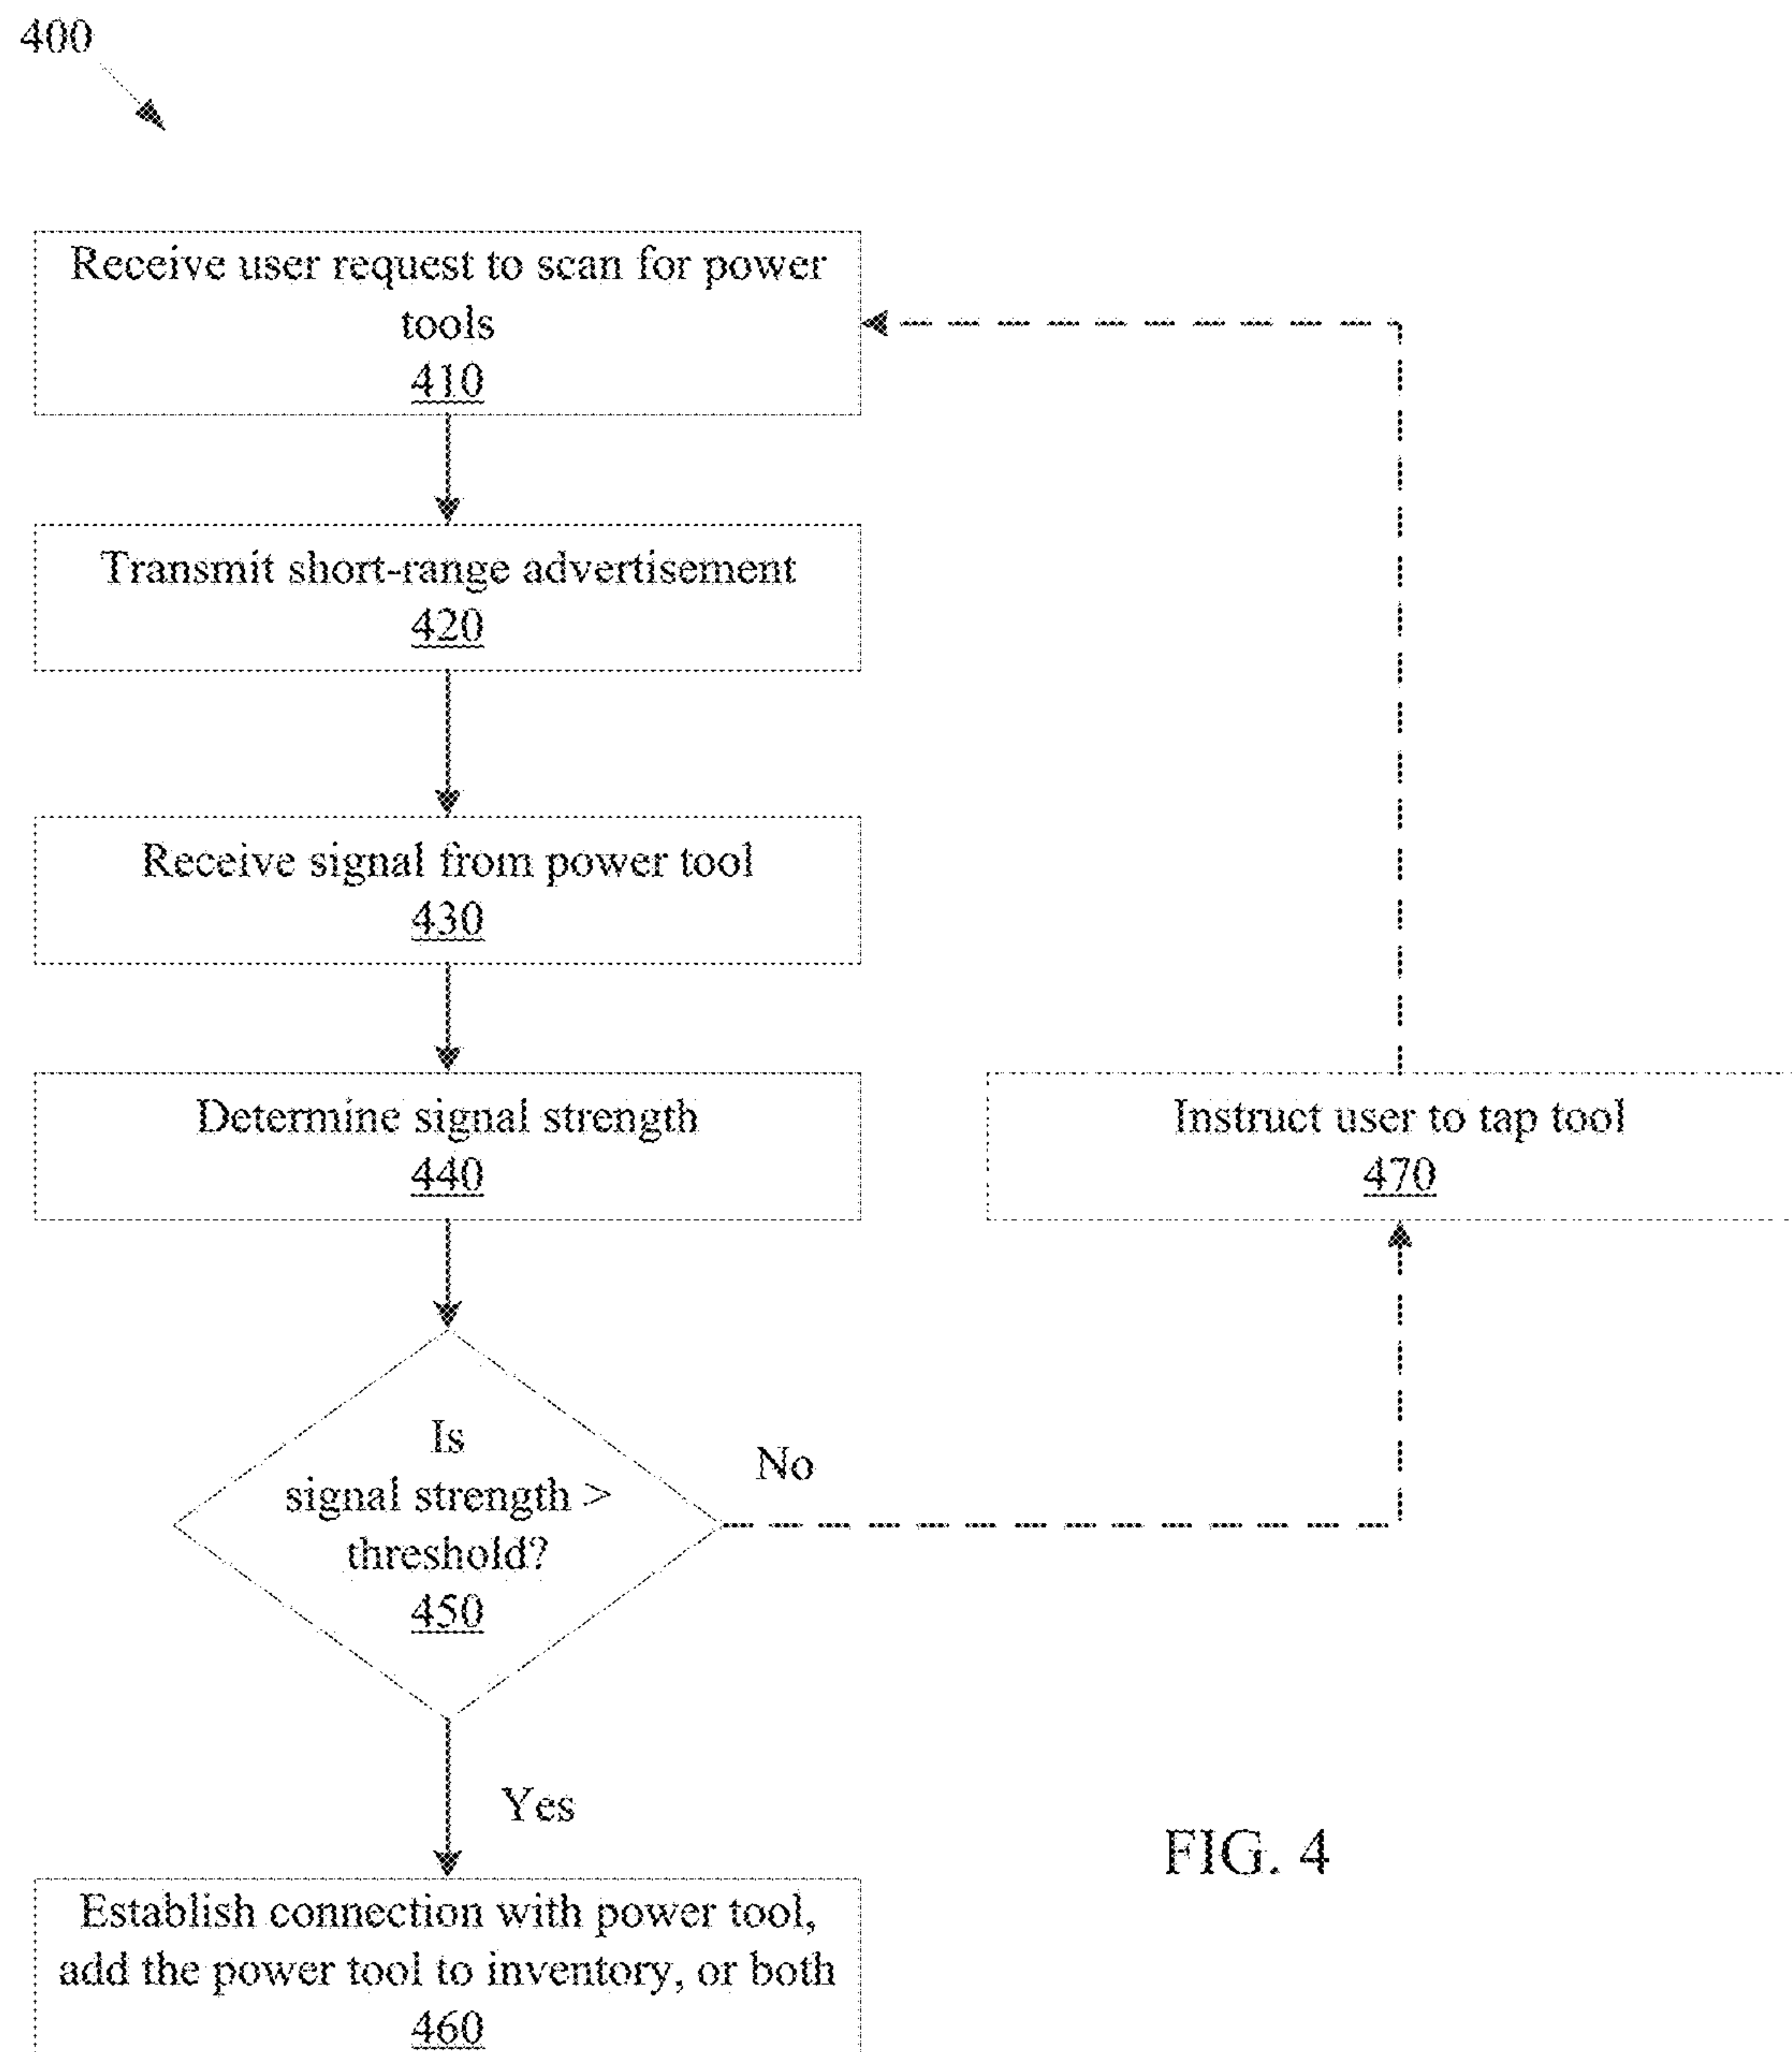 400
Receive user request to scan for power
tools
410
Transmit short-range advertisement
420
Receive signal from power tool
430
Determine signal strength
440
Instruct user to tap tool
470
Is
signal strength >
threshold?
450
No
Yes
Establish connection with power tool,
add the power tool to inventory, or both
460
FIG. 4